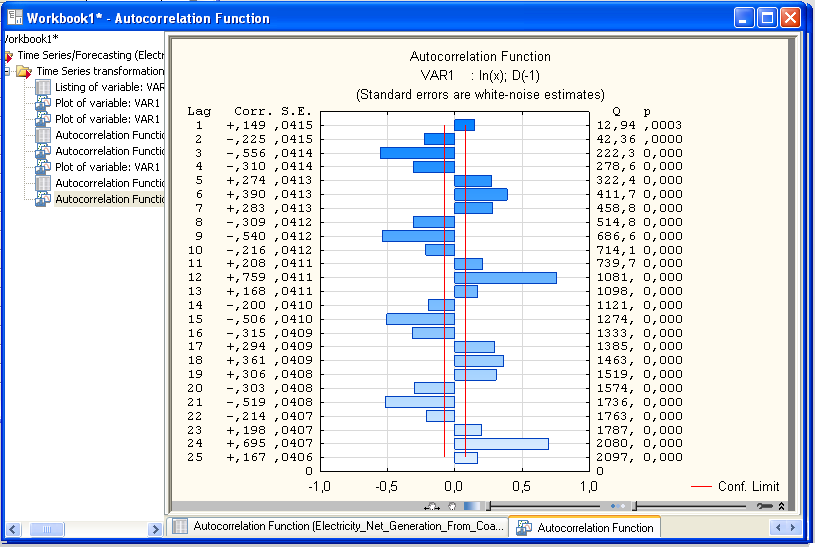 Workbook1* - Autocorrelation Function
Workbook1*
Time Series/Forecasting (Electr
Time Series transformation
Listing of variable: VAR
Plot of variable: VAR1
Plot of variable: VAR1
Autocorrelation Functio
Autocorrelation Functio
Plot of variable: VAR1
Autocorrelation Functio
Autocorrelation Functio
Autocorrelation Function
VAR1 : ln(x); D(-1)
(Standard errors are white-noise estimates)
Lag Corr. S.E. Q p
1 +,149 ,0415 12,94 ,0003
2 -,225 ,0415 42,36 ,0000
3 -,556 ,0414 222,3 0,000
4 -,310 ,0414 278,6 0,000
5 +,274 ,0413 322,4 0,000
6 +,390 ,0413 411,7 0,000
7 +,283 ,0413 458,8 0,000
8 -,309 ,0412 514,8 0,000
9 -,540 ,0412 686,6 0,000
10 -,216 ,0412 714,1 0,000
11 +,208 ,0411 739,7 0,000
12 +,759 ,0411 1081, 0,000
13 +,168 ,0411 1098, 0,000
14 -,200 ,0410 1121, 0,000
15 -,506 ,0410 1274, 0,000
16 -,315 ,0409 1333, 0,000
17 +,294 ,0409 1385, 0,000
18 +,361 ,0409 1463, 0,000
19 +,306 ,0408 1519, 0,000
20 -,303 ,0408 1574, 0,000
21 -,519 ,0408 1736, 0,000
22 -,214 ,0407 1763, 0,000
23 +,198 ,0407 1787, 0,000
24 +,695 ,0407 2080, 0,000
25 +,167 ,0406 2097, 0,000
0 0
-1,0 -0,5 0,0 0,5 1,0
Conf. Limit
Autocorrelation Function (Electricity_Net_Generation_From_Coa...
Autocorrelation Function